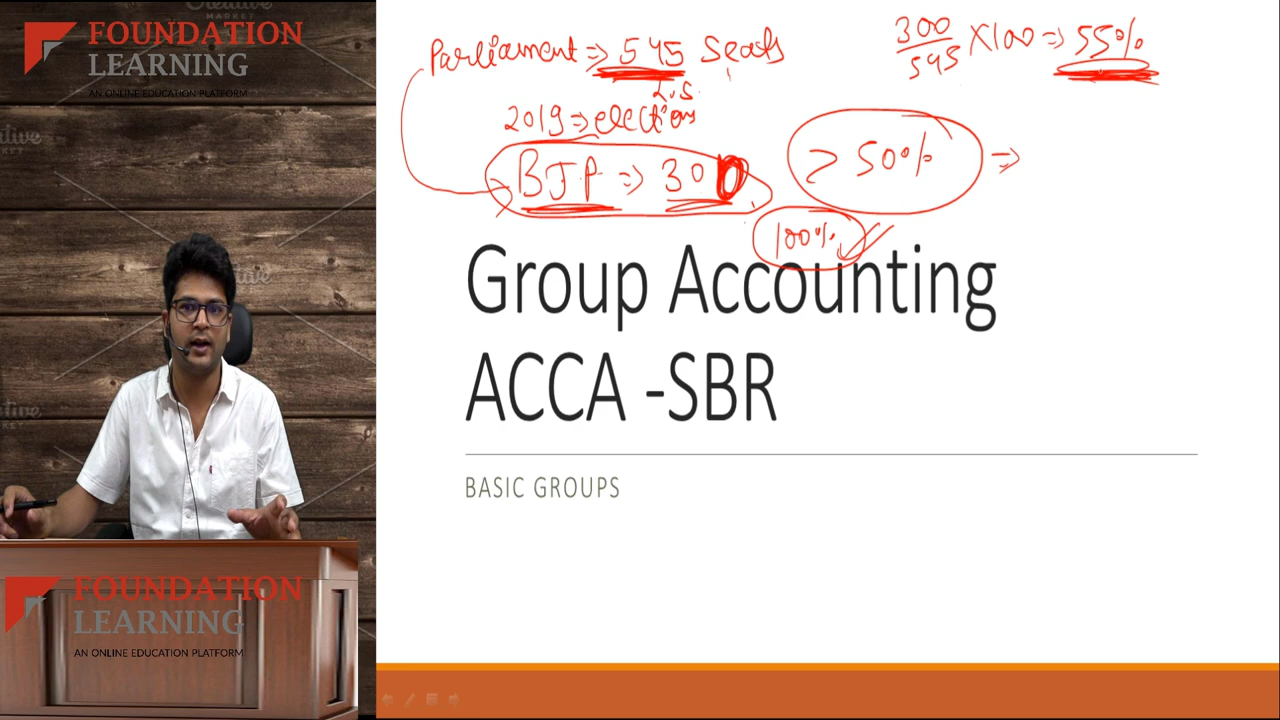 FOUNDATION
LEARNING
AN ONLINE EDUCATION PLATFORM
Parliament => 545 Seats
300/545 X100 => 55%
L.S.
2019 => elections
BJP => 300
> 50% =>
100%
Group Accounting
ACCA -SBR
BASIC GROUPS
FOUNDATION
LEARNING
AN ONLINE EDUCATION PLATFORM